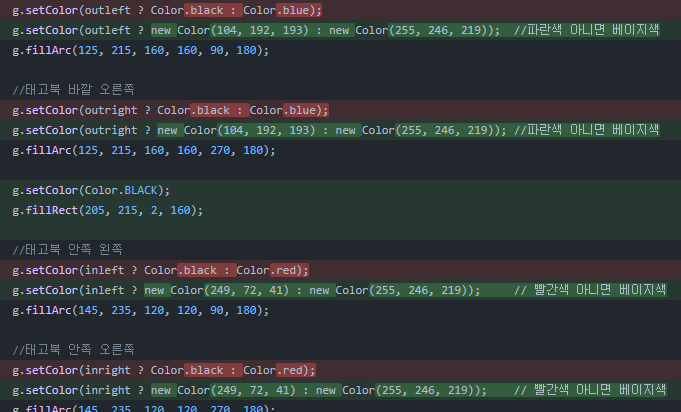 g.setColor(outleft ? Color.black : Color.blue);
g.setColor(outleft ? new Color(104, 192, 193) : new Color(255, 246, 219));  //파란색 아니면 베이지색
g.fillArc(125, 215, 160, 160, 90, 180);
//태고북 바깥 오른쪽
g.setColor(outright ? Color.black : Color.blue);
g.setColor(outright ? new Color(104, 192, 193) : new Color(255, 246, 219)); //파란색 아니면 베이지색
g.fillArc(125, 215, 160, 160, 270, 180);
g.setColor(Color.BLACK);
g.fillRect(205, 215, 2, 160);
//태고북 안쪽 왼쪽
g.setColor(inleft ? Color.black : Color.red);
g.setColor(inleft ? new Color(249, 72, 41) : new Color(255, 246, 219));     // 빨간색 아니면 베이지색
g.fillArc(145, 235, 120, 120, 90, 180);
//태고북 안쪽 오른쪽
g.setColor(inright ? Color.black : Color.red);
g.setColor(inright ? new Color(249, 72, 41) : new Color(255, 246, 219));    // 빨간색 아니면 베이지색
g.fillArc(145, 235, 120, 120, 270, 180);